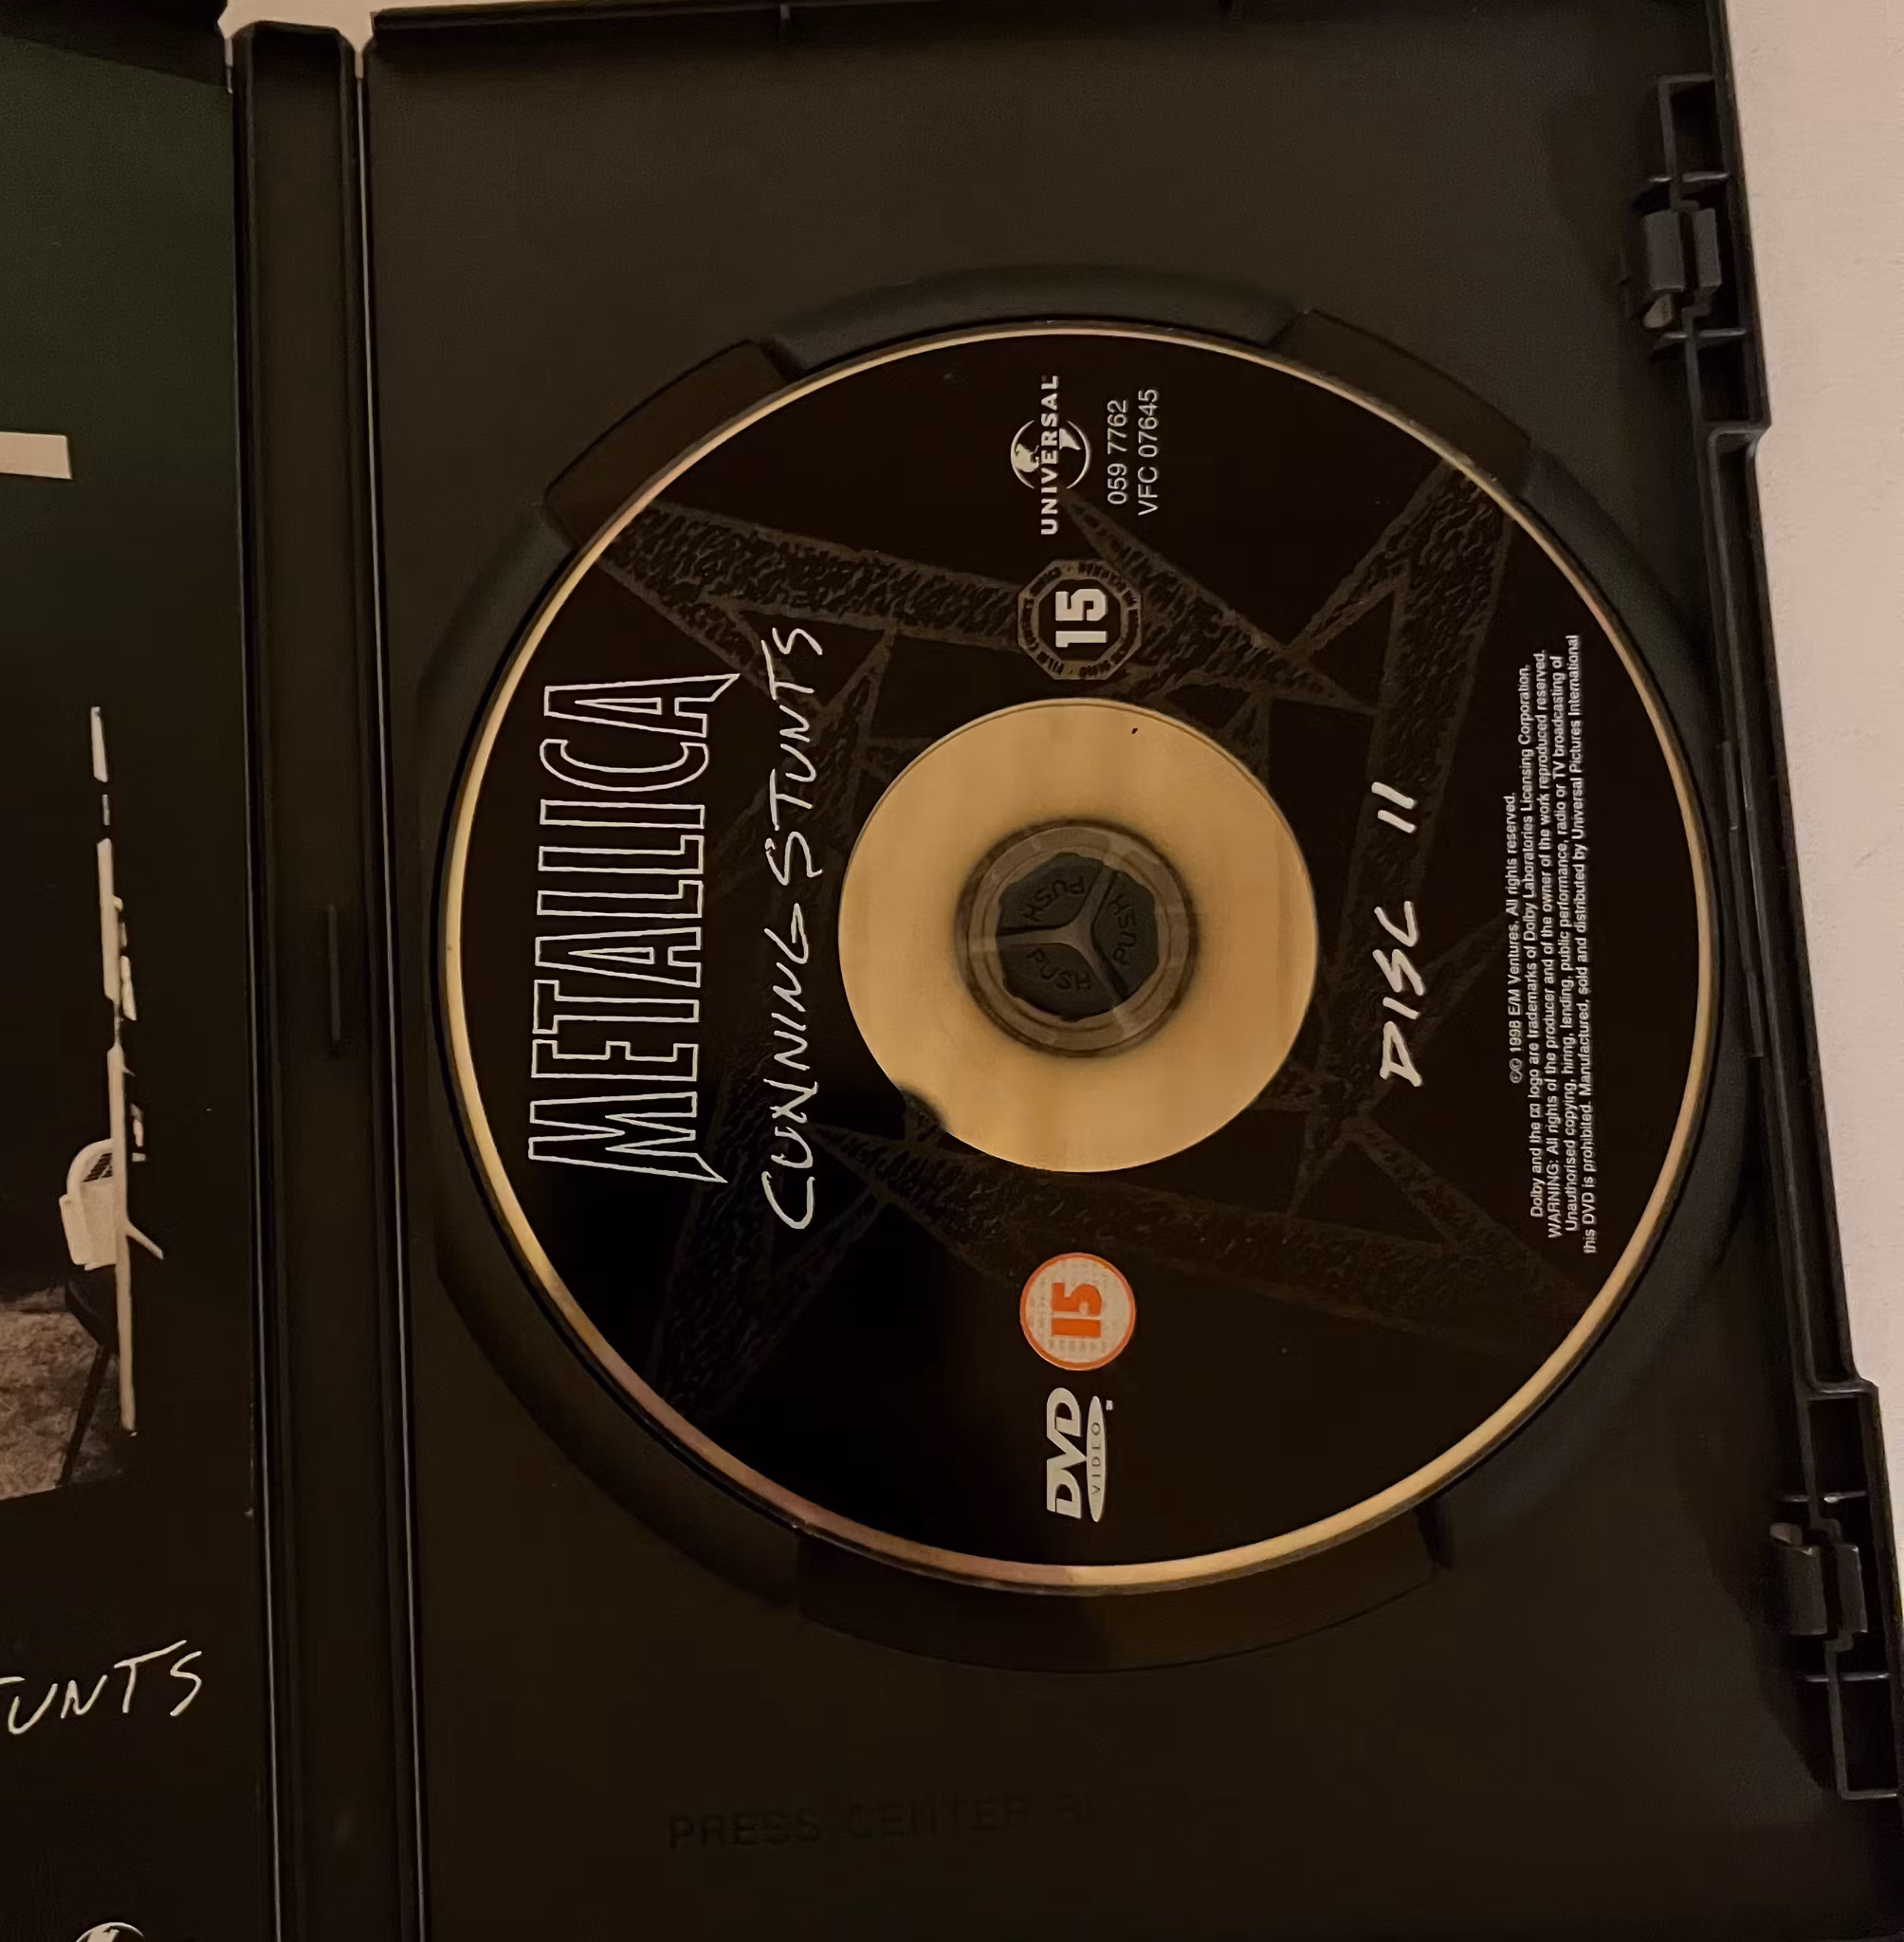 METALLICA
CUNNING STUNTS
DVD
VIDEO
15
15
UNIVERSAL
059 7762
VFC 07645
PUSH
PUSH
PUSH
DISC II
℗© 1998 E/M Ventures. All rights reserved.
Dolby and the logo are trademarks of Dolby Laboratories Licensing Corporation.
WARNING: All rights of the producer and of the owner of the work reproduced reserved.
Unauthorised copying, hiring, lending, public performance, radio or TV broadcasting of
this DVD is prohibited. Manufactured, sold and distributed by Universal Pictures International
TUNTS
PRESS CENTER